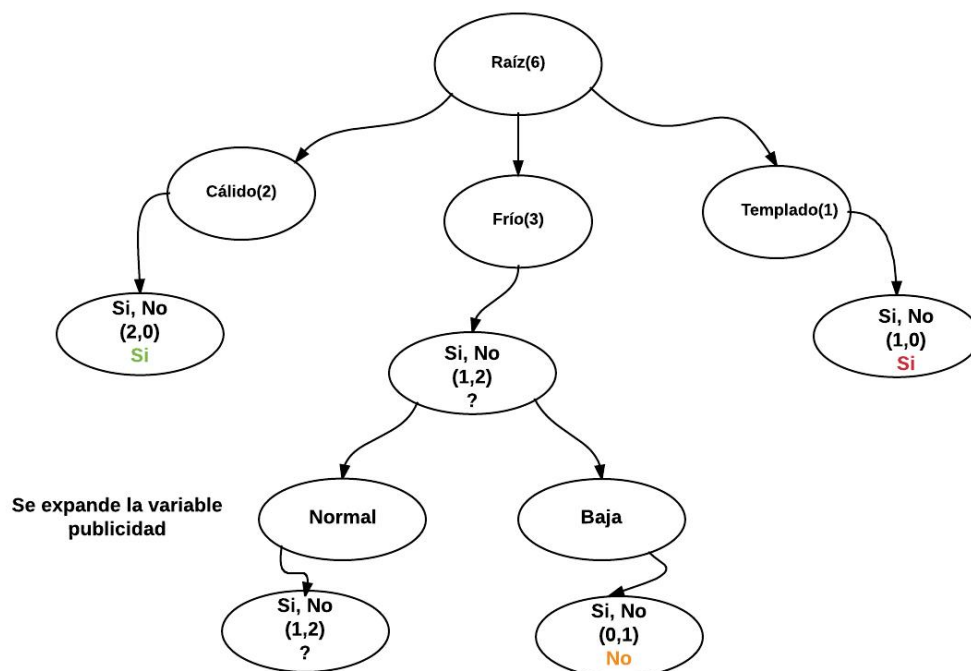 Raíz(6)
Cálido(2)
Frío(3)
Templado(1)
Si, No
(2,0)
Si
Si, No
(1,0)
Si
Si, No
(1,2)
?
Se expande la variable
publicidad
Normal
Baja
Si, No
(1,2)
?
Si, No
(0,1)
No